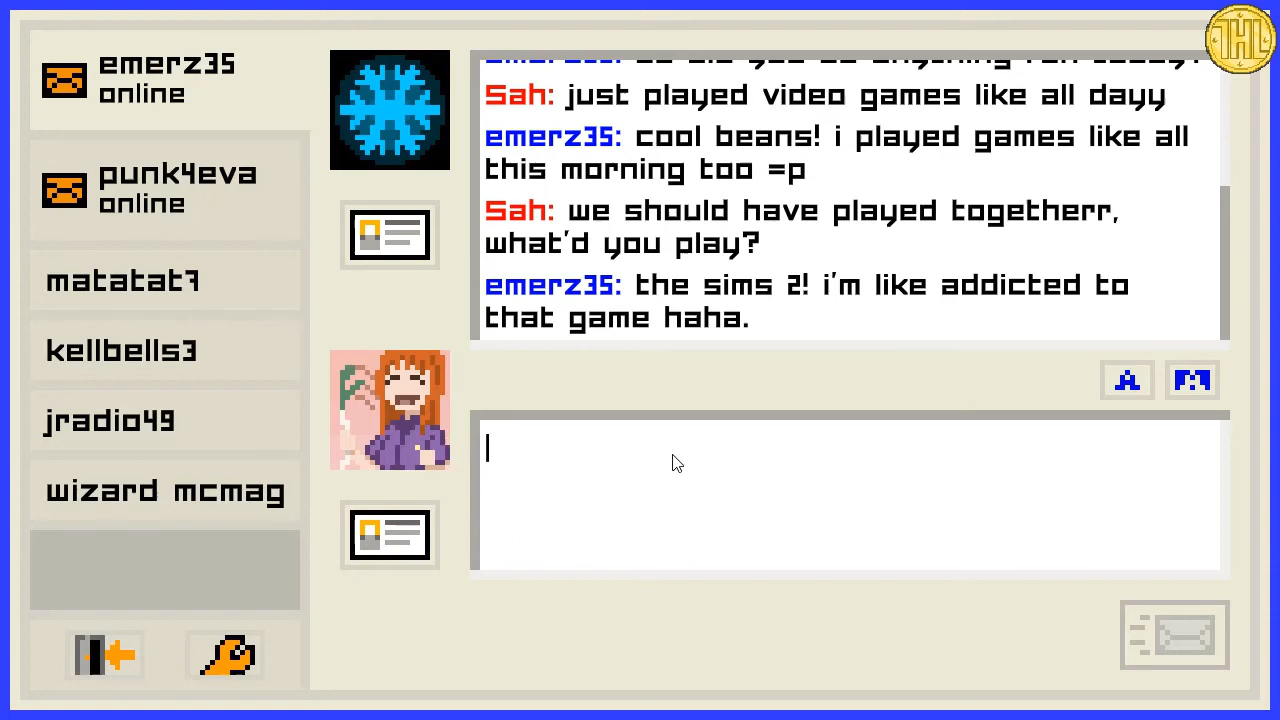 emerz35
online
punk4eva
online
matatat7
kellbells3
jradio49
wizard mcmag
Sah: just played video games like all dayy
emerz35: cool beans! i played games like all
this morning too =p
Sah: we should have played togetherr,
what'd you play?
emerz35: the sims 2! i'm like addicted to
that game haha.
A
THL